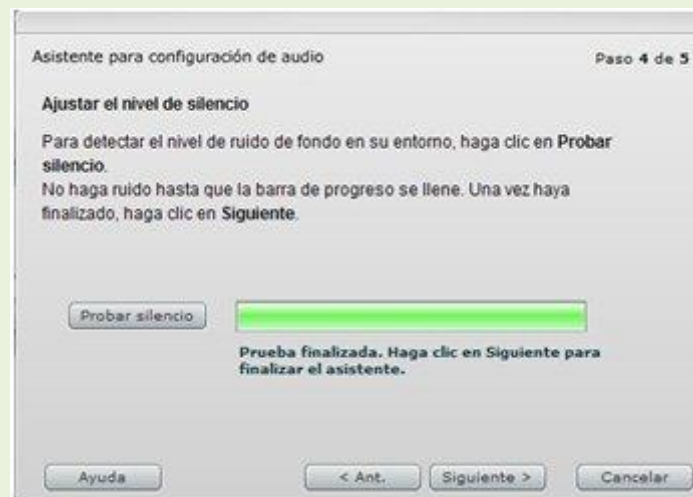 Asistente para configuración de audio
Paso 4 de 5
Ajustar el nivel de silencio
Para detectar el nivel de ruido de fondo en su entorno, haga clic en Probar
silencio.
No haga ruido hasta que la barra de progreso se llene. Una vez haya
finalizado, haga clic en Siguiente.
Probar silencio
Prueba finalizada. Haga clic en Siguiente para
finalizar el asistente.
Ayuda
< Ant.
Siguiente >
Cancelar